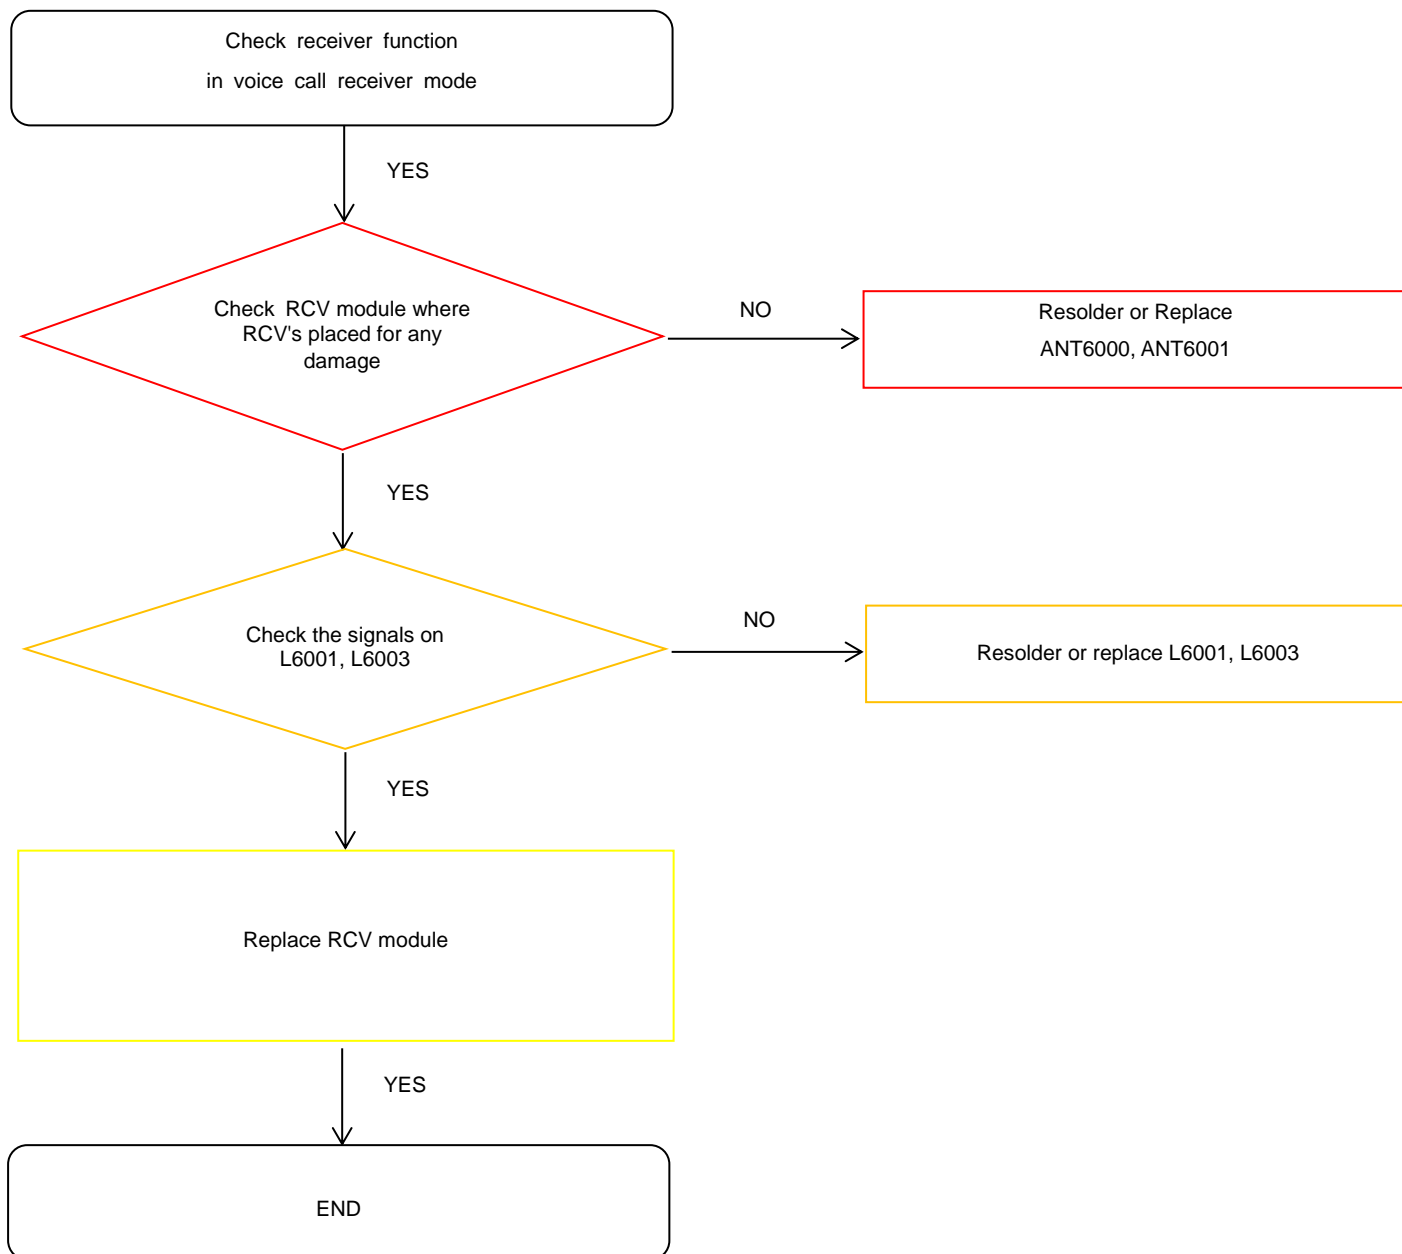 Check receiver function
in voice call receiver mode
YES
Check RCV module where
RCV's placed for any
damage
NO
Resolder or Replace
ANT6000, ANT6001
YES
Check the signals on
L6001, L6003
NO
Resolder or replace L6001, L6003
YES
Replace RCV module
YES
END